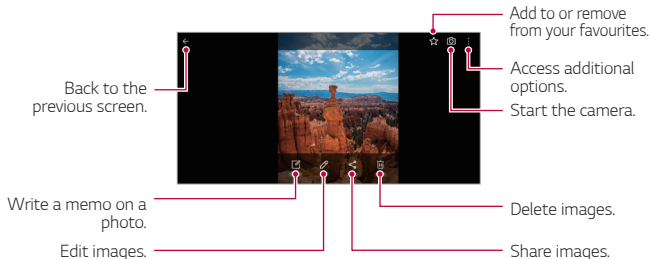 Add to or remove
from your favourites.
Access additional
options.
Back to the
previous screen.
Start the camera.
Write a memo on a
photo.
Delete images.
Edit images.
Share images.